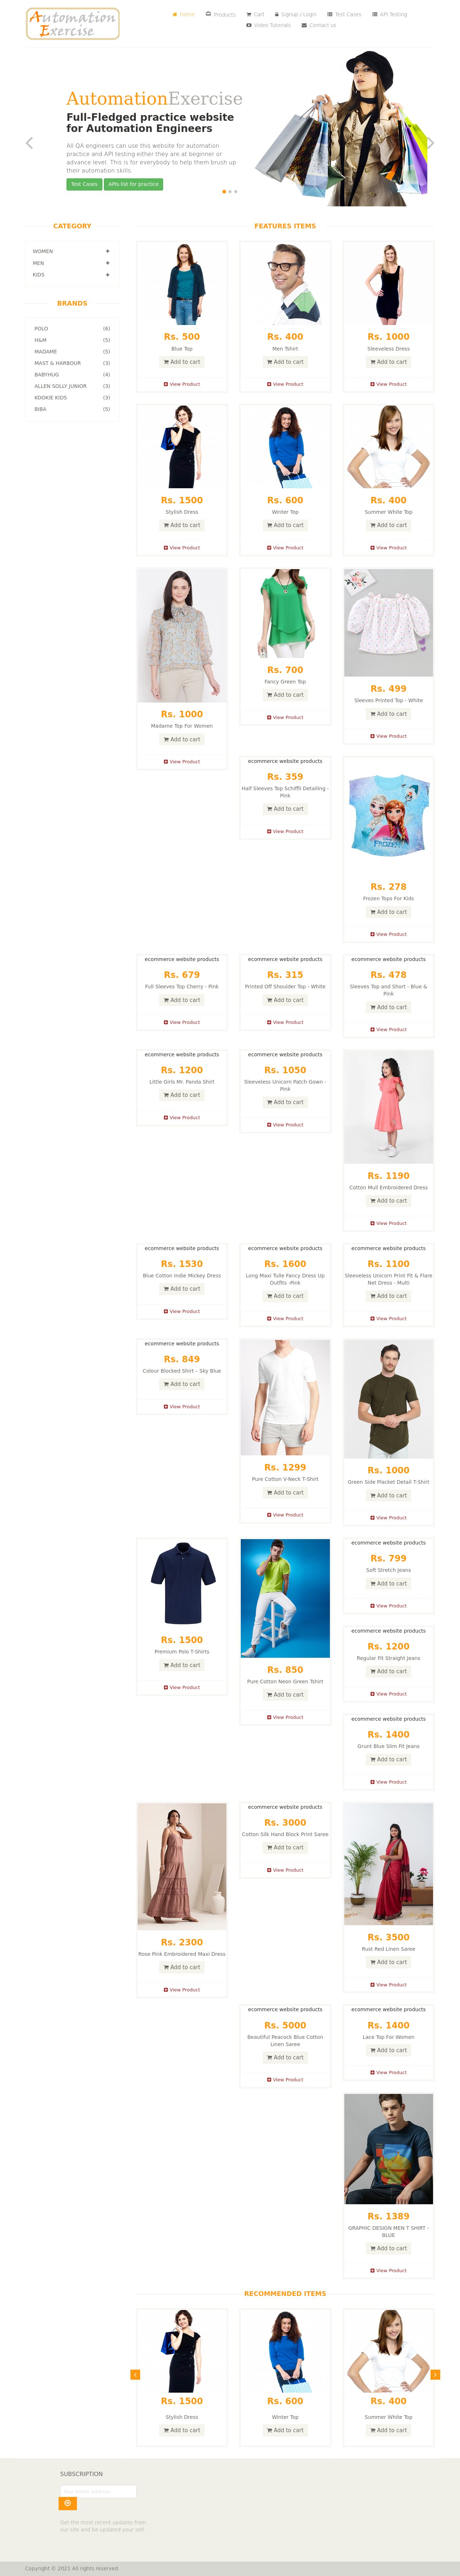 Automation
Exercise
Home
Products
Cart
Signup / Login
Test Cases
API Testing
Video Tutorials
Contact us
AutomationExercise
Full-Fledged practice website
for Automation Engineers
All QA engineers can use this website for automation
practice and API testing either they are at beginner or
advance level. This is for everybody to help them brush up
their automation skills.
Test Cases
APIs list for practice
CATEGORY
WOMEN
MEN
KIDS
BRANDS
POLO (6)
H&M (5)
MADAME (5)
MAST & HARBOUR (3)
BABYHUG (4)
ALLEN SOLLY JUNIOR (3)
KOOKIE KIDS (3)
BIBA (5)
FEATURES ITEMS
Rs. 500
Blue Top
Add to cart
View Product
Rs. 400
Men Tshirt
Add to cart
View Product
Rs. 1000
Sleeveless Dress
Add to cart
View Product
Rs. 1500
Stylish Dress
Add to cart
View Product
Rs. 600
Winter Top
Add to cart
View Product
Rs. 400
Summer White Top
Add to cart
View Product
Rs. 1000
Madame Top For Women
Add to cart
View Product
Rs. 700
Fancy Green Top
Add to cart
View Product
Rs. 499
Sleeves Printed Top - White
Add to cart
View Product
ecommerce website products
Rs. 359
Half Sleeves Top Schiffli Detailing -
Pink
Add to cart
View Product
FROZEN
Rs. 278
Frozen Tops For Kids
Add to cart
View Product
ecommerce website products
Rs. 679
Full Sleeves Top Cherry - Pink
Add to cart
View Product
ecommerce website products
Rs. 315
Printed Off Shoulder Top - White
Add to cart
View Product
ecommerce website products
Rs. 478
Sleeves Top and Short - Blue &
Pink
Add to cart
View Product
ecommerce website products
Rs. 1200
Little Girls Mr. Panda Shirt
Add to cart
View Product
ecommerce website products
Rs. 1050
Sleeveless Unicorn Patch Gown -
Pink
Add to cart
View Product
Rs. 1190
Cotton Mull Embroidered Dress
Add to cart
View Product
ecommerce website products
Rs. 1530
Blue Cotton Indie Mickey Dress
Add to cart
View Product
ecommerce website products
Rs. 1600
Long Maxi Tulle Fancy Dress Up
Outfits -Pink
Add to cart
View Product
ecommerce website products
Rs. 1100
Sleeveless Unicorn Print Fit & Flare
Net Dress - Multi
Add to cart
View Product
ecommerce website products
Rs. 849
Colour Blocked Shirt – Sky Blue
Add to cart
View Product
Rs. 1299
Pure Cotton V-Neck T-Shirt
Add to cart
View Product
Rs. 1000
Green Side Placket Detail T-Shirt
Add to cart
View Product
Rs. 1500
Premium Polo T-Shirts
Add to cart
View Product
Rs. 850
Pure Cotton Neon Green Tshirt
Add to cart
View Product
ecommerce website products
Rs. 799
Soft Stretch Jeans
Add to cart
View Product
ecommerce website products
Rs. 1200
Regular Fit Straight Jeans
Add to cart
View Product
ecommerce website products
Rs. 1400
Grunt Blue Slim Fit Jeans
Add to cart
View Product
Rs. 2300
Rose Pink Embroidered Maxi Dress
Add to cart
View Product
ecommerce website products
Rs. 3000
Cotton Silk Hand Block Print Saree
Add to cart
View Product
Rs. 3500
Rust Red Linen Saree
Add to cart
View Product
ecommerce website products
Rs. 5000
Beautiful Peacock Blue Cotton
Linen Saree
Add to cart
View Product
ecommerce website products
Rs. 1400
Lace Top For Women
Add to cart
View Product
Rs. 1389
GRAPHIC DESIGN MEN T SHIRT -
BLUE
Add to cart
View Product
RECOMMENDED ITEMS
Rs. 1500
Stylish Dress
Add to cart
Rs. 600
Winter Top
Add to cart
Rs. 400
Summer White Top
Add to cart
SUBSCRIPTION
Your email address
Get the most recent updates from
our site and be updated your self.
Copyright © 2021 All rights reserved